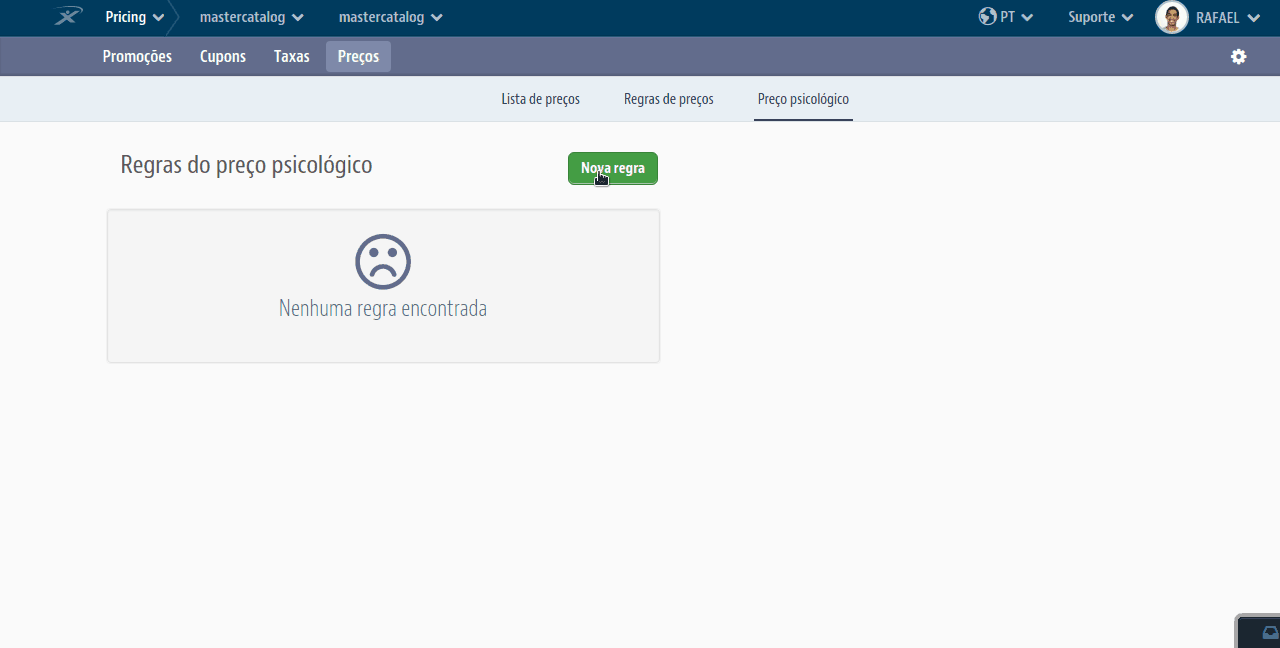 Pricing mastercatalog mastercatalog PT Suporte RAFAEL
Promoções Cupons Taxas Preços
Lista de preços Regras de preços Preço psicológico
Regras do preço psicológico Nova regra
Nenhuma regra encontrada